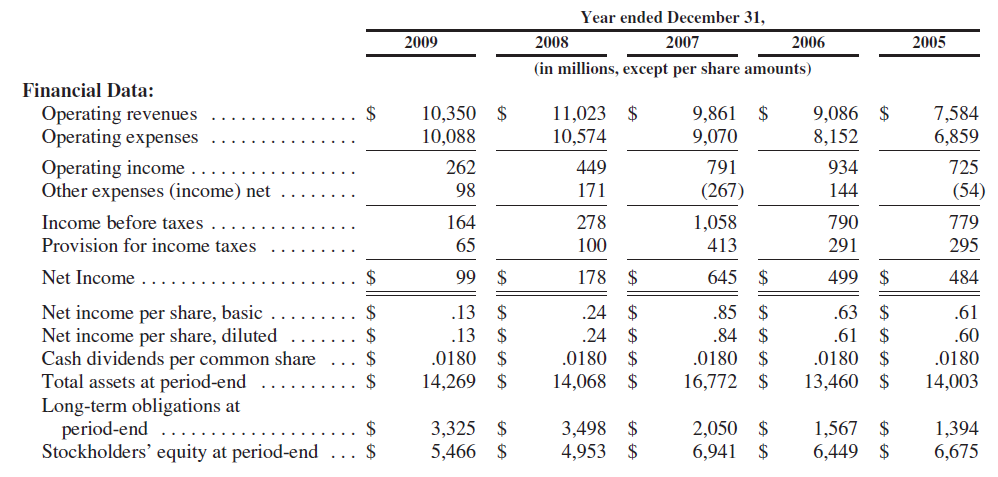 Year ended December 31,
2009 2008 2007 2006 2005
(in millions, except per share amounts)
Financial Data:
Operating revenues . . . . . . . . . . . . . . . $ 10,350 $ 11,023 $ 9,861 $ 9,086 $ 7,584
Operating expenses . . . . . . . . . . . . . . . 10,088 10,574 9,070 8,152 6,859
Operating income . . . . . . . . . . . . . . . . . 262 449 791 934 725
Other expenses (income) net . . . . . . . . 98 171 (267) 144 (54)
Income before taxes . . . . . . . . . . . . . . . 164 278 1,058 790 779
Provision for income taxes . . . . . . . . . 65 100 413 291 295
Net Income . . . . . . . . . . . . . . . . . . . . . . $ 99 $ 178 $ 645 $ 499 $ 484
Net income per share, basic . . . . . . . . . $ .13 $ .24 $ .85 $ .63 $ .61
Net income per share, diluted . . . . . . . $ .13 $ .24 $ .84 $ .61 $ .60
Cash dividends per common share . . . $ .0180 $ .0180 $ .0180 $ .0180 $ .0180
Total assets at period-end . . . . . . . . . . $ 14,269 $ 14,068 $ 16,772 $ 13,460 $ 14,003
Long-term obligations at
period-end . . . . . . . . . . . . . . . . . . . . . $ 3,325 $ 3,498 $ 2,050 $ 1,567 $ 1,394
Stockholders’ equity at period-end . . . $ 5,466 $ 4,953 $ 6,941 $ 6,449 $ 6,675